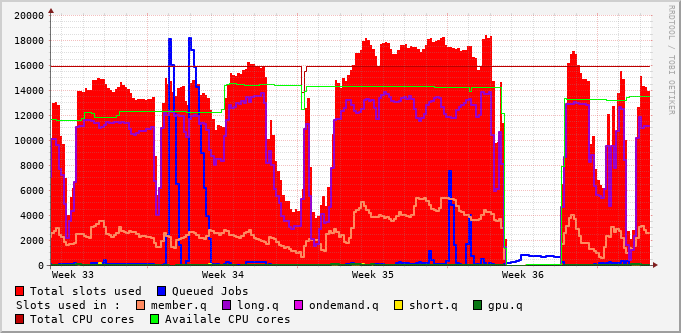 20000
18000
16000
14000
12000
10000
8000
6000
4000
2000
0
Week 33 Week 34 Week 35 Week 36
RRDTOOL / TOBI OETIKER
Total slots used Queued Jobs
Slots used in : member.q long.q ondemand.q short.q gpu.q
Total CPU cores Availale CPU cores